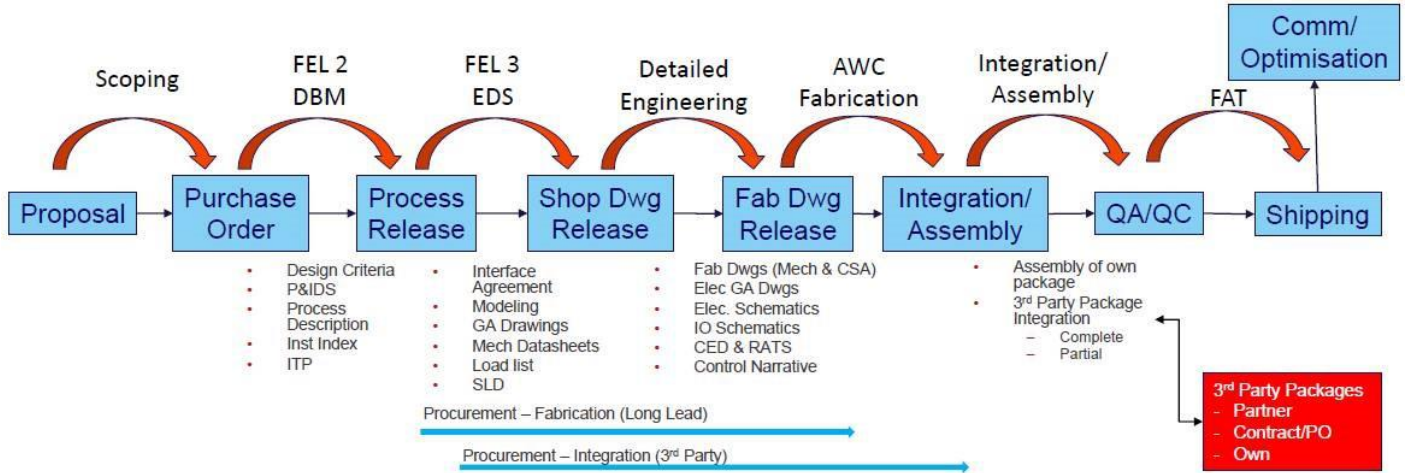 Scoping
FEL 2
DBM
FEL 3
EDS
Detailed
Engineering
AWC
Fabrication
Integration/
Assembly
FAT
Comm/
Optimisation
Proposal
Purchase
Order
Process
Release
Shop Dwg
Release
Fab Dwg
Release
Integration/
Assembly
QA/QC
Shipping
• Design Criteria
• P&IDS
• Process
Description
• Inst Index
• ITP
• Interface
Agreement
• Modeling
• GA Drawings
• Mech Datasheets
• Load list
• SLD
• Fab Dwgs (Mech & CSA)
• Elec GA Dwgs
• Elec. Schematics
• IO Schematics
• CED & RATS
• Control Narrative
• Assembly of own
package
• 3rd Party Package
Integration
– Complete
– Partial
3rd Party Packages
- Partner
- Contract/PO
- Own
Procurement – Fabrication (Long Lead)
Procurement – Integration (3rd Party)